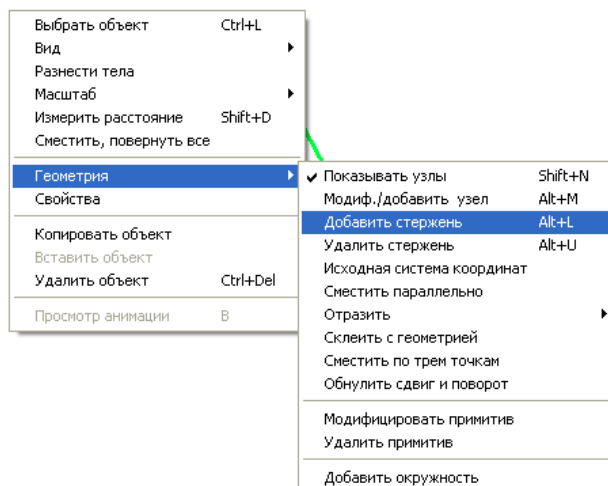 Выбрать объект Ctrl+L
Вид
Разнести тела
Масштаб
Измерить расстояние Shift+D
Сместить, повернуть все
Геометрия
Свойства
Копировать объект
Вставить объект
Удалить объект Ctrl+Del
Просмотр анимации B
Показывать узлы Shift+N
Модиф./добавить узел Alt+M
Добавить стержень Alt+L
Удалить стержень Alt+U
Исходная система координат
Сместить параллельно
Отразить
Склеить с геометрией
Сместить по трем точкам
Обнулить сдвиг и поворот
Модифицировать примитив
Удалить примитив
Добавить окружность